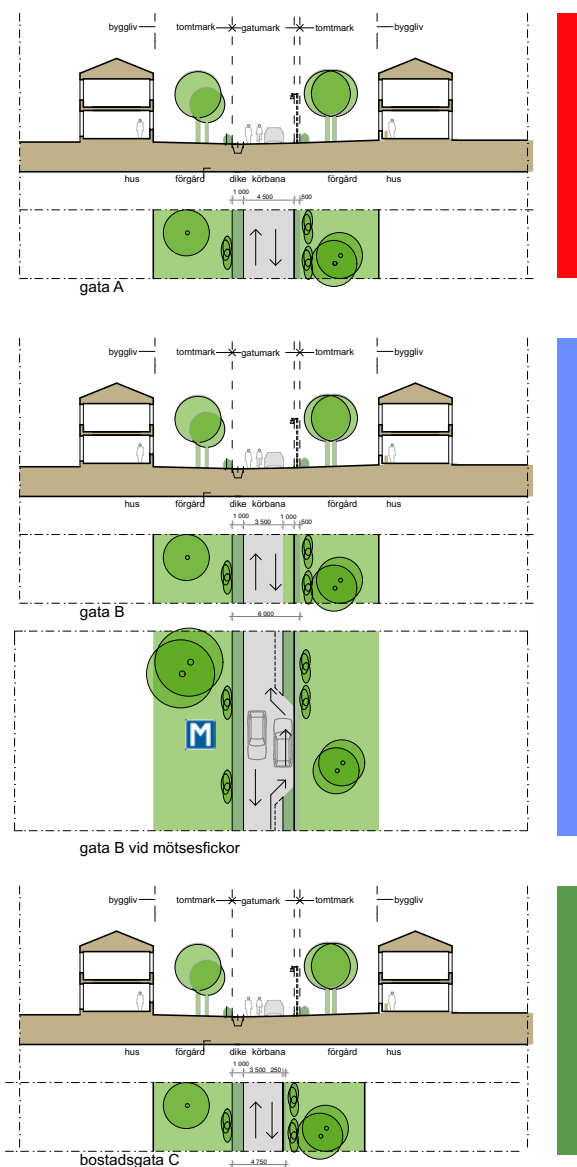 byggliv tomtmark gatumark tomtmark byggliv
hus förgård dike körbana förgård hus
1 000 4 500 500
gata A
byggliv tomtmark gatumark tomtmark byggliv
hus förgård dike körbana förgård hus
1 000 3 500 1 000 500
gata B
6 000
M
gata B vid mötsesfickor
byggliv tomtmark gatumark tomtmark byggliv
hus förgård dike körbana förgård hus
1 000 3 500 250
bostadsgata C
4 750